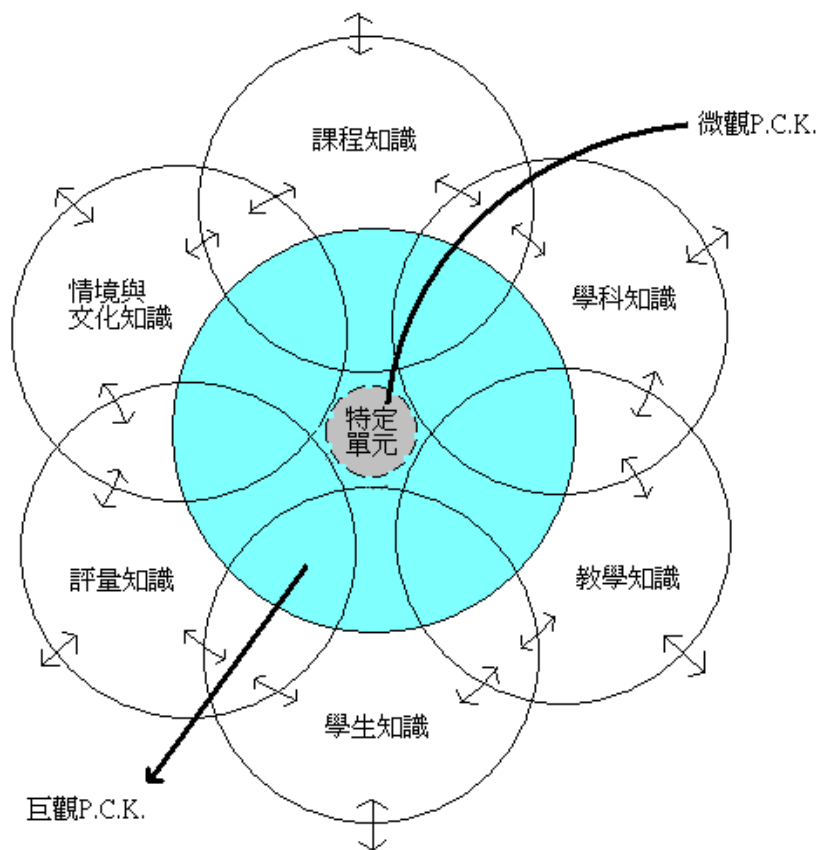 課程知識
微觀P.C.K.
情境與
文化知識
學科知識
特定
單元
評量知識
教學知識
學生知識
巨觀P.C.K.